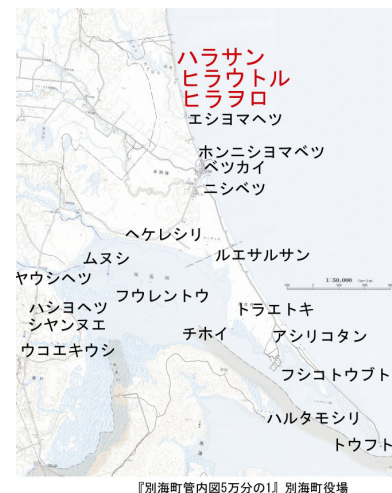 ハラサン
ヒラウトル
ヒラヲロ
エショマヘツ
ホンニショマベツ
ベツカイ
ニシベツ
ヘケレシリ
ムヌシ
ルエサルサン
ヤウシヘツ
フウレントウ
1:50,000
ハシヨヘツ
トラエトキ
シヤンヌエ
チホイ
アシリコタン
ウコエキウシ
フシコトウブト
ハルタモシリ
トウフト
『別海町管内図5万分の1』別海町役場